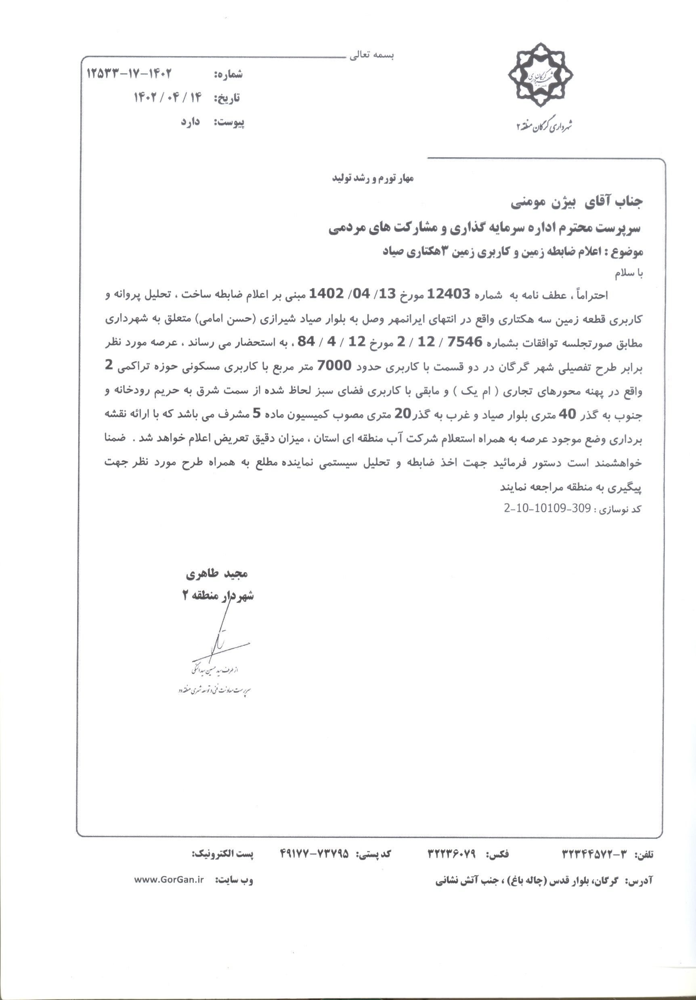 بسمه تعالی
شماره: ۱۴۰۲-۱۷-۱۲۵۳۳
تاریخ: ۱۴۰۲/۰۴/۱۴
پیوست: دارد
شهرداری گرگان
شهرداری گرگان منطقه ۲
مهار تورم و رشد تولید
جناب آقای بیژن مومنی
سرپرست محترم اداره سرمایه گذاری و مشارکت های مردمی
موضوع : اعلام ضابطه زمین و کاربری زمین ۳هکتاری صیاد
با سلام
احتراماً ، عطف نامه به شماره 12403 مورخ 13/ 04/ 1402 مبنی بر اعلام ضابطه ساخت ، تحلیل پروانه و
کاربری قطعه زمین سه هکتاری واقع در انتهای ایرانمهر وصل به بلوار صیاد شیرازی (حسن امامی) متعلق به شهرداری
مطابق صورتجلسه توافقات بشماره 7546 / 12 / 2 مورخ 12 / 4 / 84 ، به استحضار می رساند ، عرصه مورد نظر
برابر طرح تفصیلی شهر گرگان در دو قسمت با کاربری حدود 7000 متر مربع با کاربری مسکونی حوزه تراکمی 2
واقع در پهنه محورهای تجاری ( ام یک ) و مابقی با کاربری فضای سبز لحاظ شده از سمت شرق به حریم رودخانه و
جنوب به گذر 40 متری بلوار صیاد و غرب به گذر20 متری مصوب کمیسیون ماده 5 مشرف می باشد که با ارائه نقشه
برداری وضع موجود عرصه به همراه استعلام شرکت آب منطقه ای استان ، میزان دقیق تعریض اعلام خواهد شد . ضمنا
خواهشمند است دستور فرمائید جهت اخذ ضابطه و تحلیل سیستمی نماینده مطلع به همراه طرح مورد نظر جهت
پیگیری به منطقه مراجعه نمایند
کد نوسازی : 309-10109-10-2
مجید طاهری
شهردار منطقه ۲
از طرف سید حسین
سرپرست معاونت فنی و توسعه شهری منطقه دو
تلفن: ۳-۳۲۳۴۴۵۷۲ فکس: ۳۲۲۳۶۰۷۹ کدپستی: ۷۳۷۹۵-۴۹۱۷۷ پست الکترونیک:
آدرس: گرگان، بلوار قدس (چاله باغ) ، جنب آتش نشانی وب سایت: www.GorGan.ir